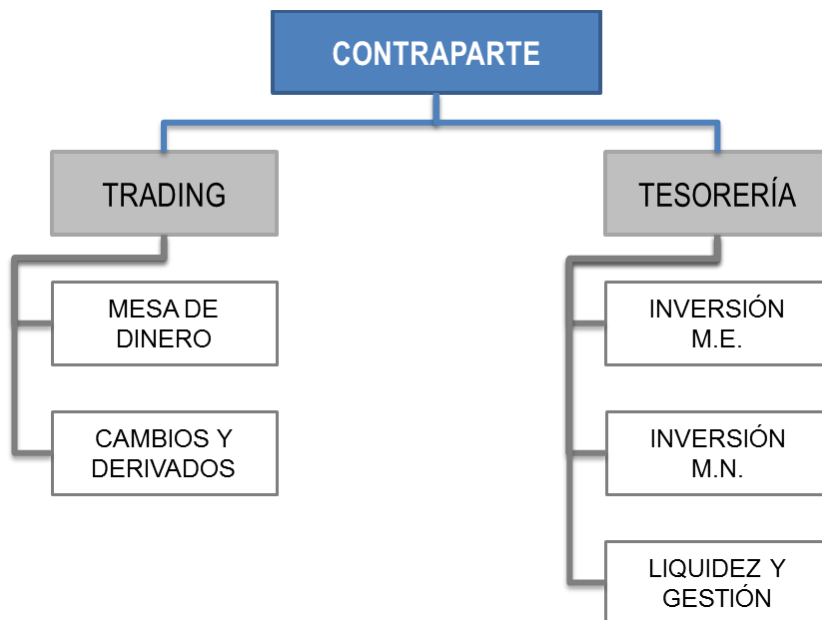 CONTRAPARTE
TRADING
MESA DE
DINERO
CAMBIOS Y
DERIVADOS
TESORERÍA
INVERSIÓN
M.E.
INVERSIÓN
M.N.
LIQUIDEZ Y
GESTIÓN